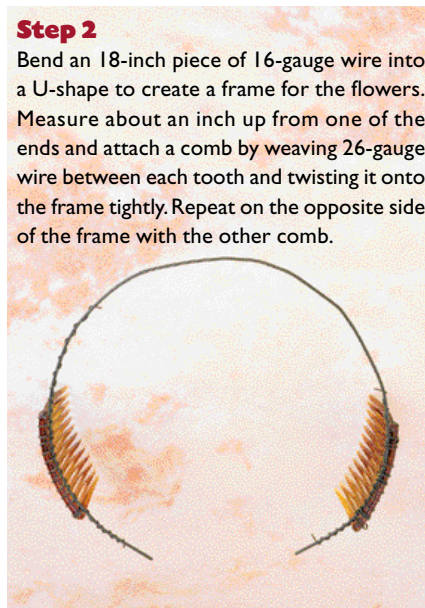 Step 2
Bend an 18-inch piece of 16-gauge wire into
a U-shape to create a frame for the flowers.
Measure about an inch up from one of the
ends and attach a comb by weaving 26-gauge
wire between each tooth and twisting it onto
the frame tightly. Repeat on the opposite side
of the frame with the other comb.